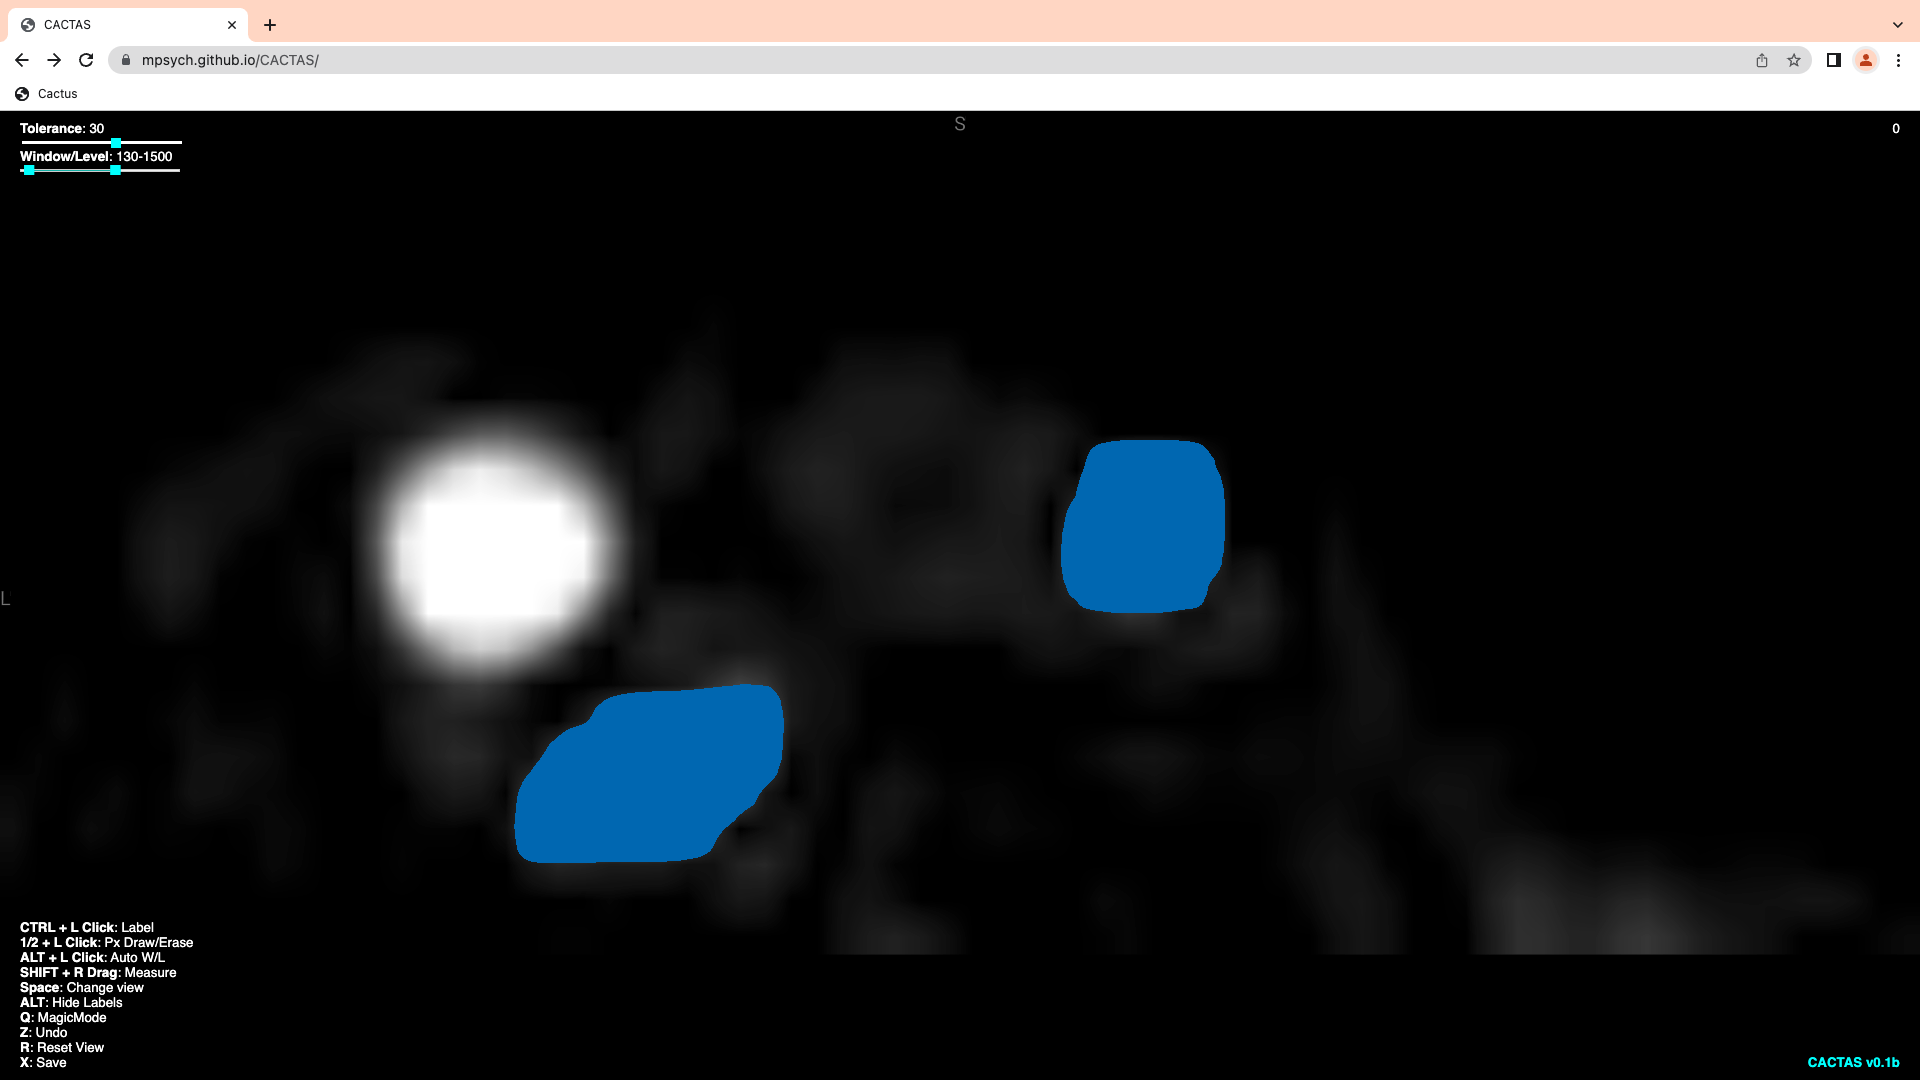 CACTAS
mpsych.github.io/CACTAS/
Cactus
Tolerance: 30
Window/Level: 130-1500
S
0
L
CTRL + L Click: Label
1/2 + L Click: Px Draw/Erase
ALT + L Click: Auto W/L
SHIFT + R Drag: Measure
Space: Change view
ALT: Hide Labels
Q: MagicMode
Z: Undo
R: Reset View
X: Save
CACTAS v0.1b